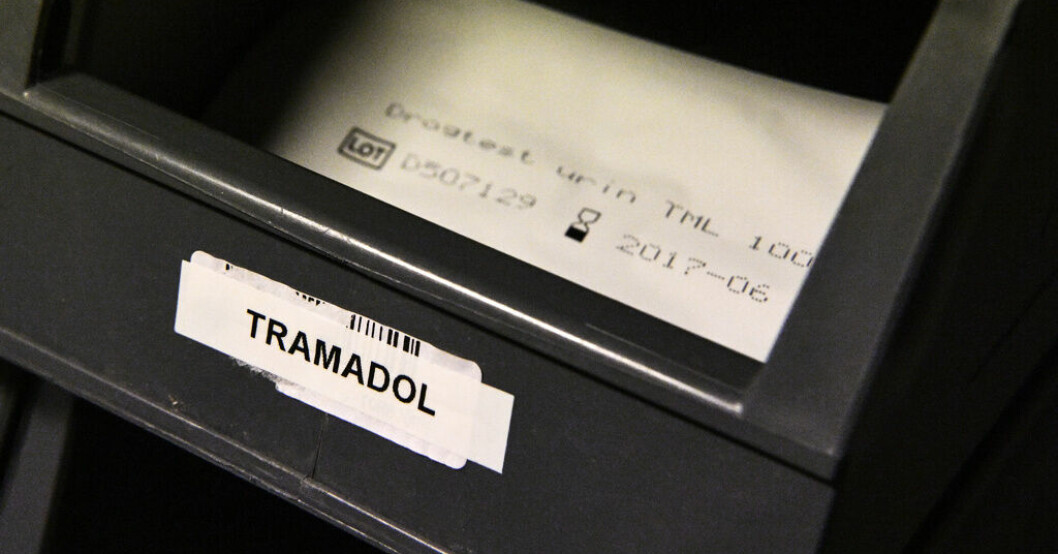 Drogtest urin TML 100
LOT D507129 2017-06
TRAMADOL